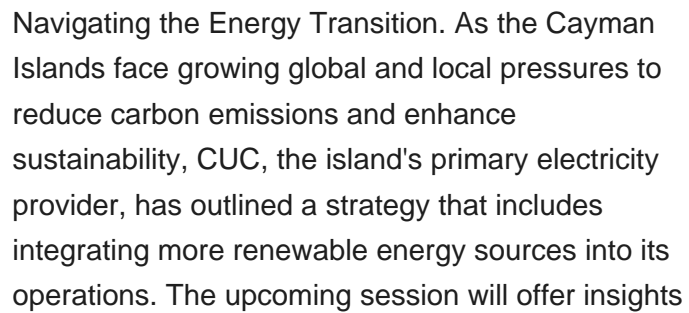 Navigating the Energy Transition. As the Cayman
Islands face growing global and local pressures to
reduce carbon emissions and enhance
sustainability, CUC, the island's primary electricity
provider, has outlined a strategy that includes
integrating more renewable energy sources into its
operations. The upcoming session will offer insights